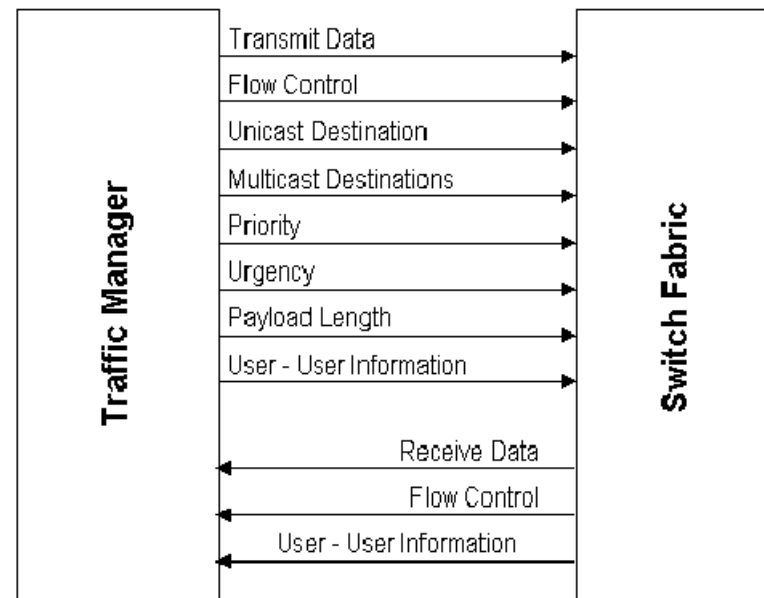 Transmit Data
Flow Control
Unicast Destination
Multicast Destinations
Priority
Urgency
Payload Length
User - User Information
Receive Data
Flow Control
User - User Information
Traffic Manager
Switch Fabric